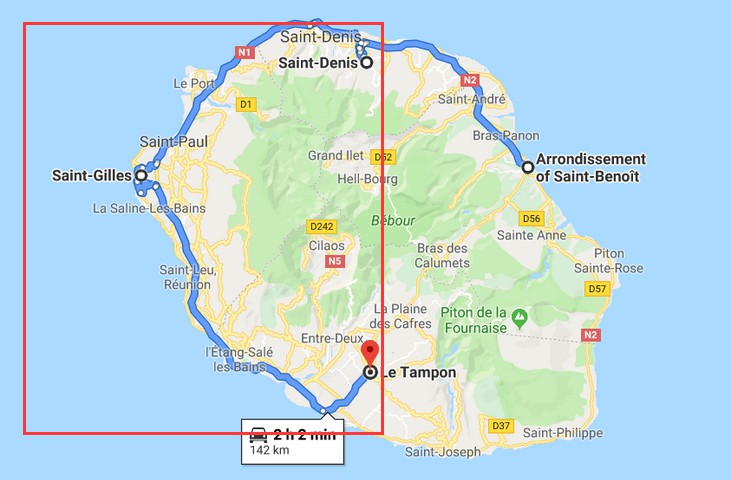 Saint-Denis
N1
Saint-Denis
Le Port
N2
D1
Saint-André
Saint-Paul
Bras-Panon
Grand Ilet
D52
Arrondissement
of Saint-Benoît
Saint-Gilles
Hell-Bourg
La Saline-Les-Bains
D56
D242
Bébour
Sainte Anne
Cilaos
Bras des
Calumets
N5
Piton
Sainte-Rose
Saint-Leu,
Réunion
D57
La Plaine
des Cafres
Piton de la
Fournaise
Entre-Deux
N2
l'Étang-Salé
les Bains
Le Tampon
2 h 2 min
142 km
D37
Saint-Philippe
Saint-Joseph